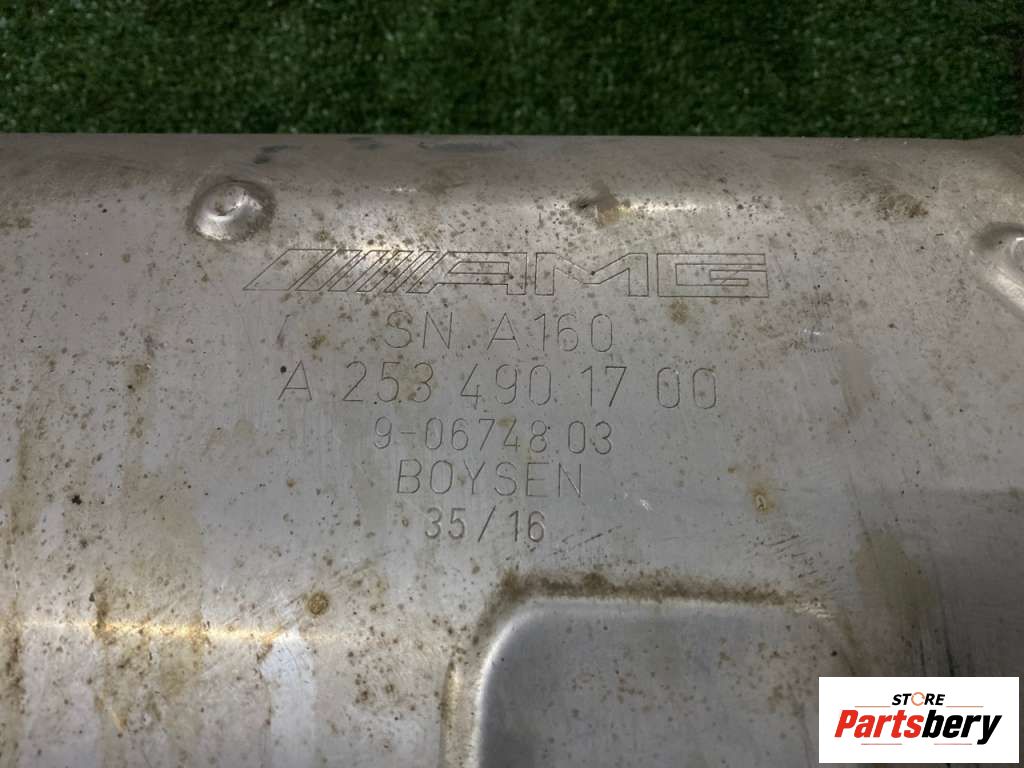 AMG
SN A160
A 253 490 17 00
9-06748.03
BOYSEN
35/16
STORE
Partsbery